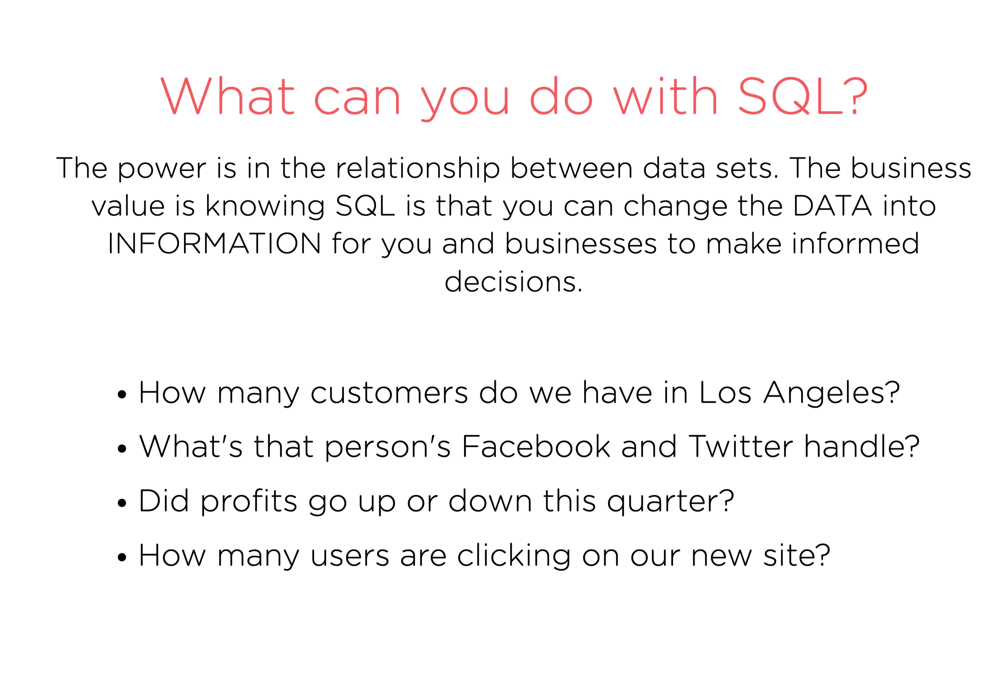 What can you do with SQL?
The power is in the relationship between data sets. The business
value is knowing SQL is that you can change the DATA into
INFORMATION for you and businesses to make informed
decisions.
• How many customers do we have in Los Angeles?
• What's that person's Facebook and Twitter handle?
• Did profits go up or down this quarter?
• How many users are clicking on our new site?